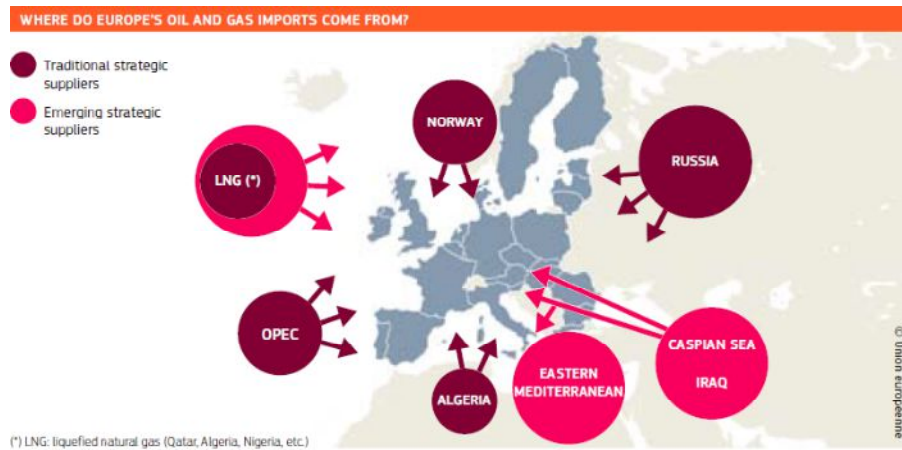 WHERE DO EUROPE'S OIL AND GAS IMPORTS COME FROM?
Traditional strategic
suppliers
Emerging strategic
suppliers
NORWAY
RUSSIA
LNG (*)
OPEC
ALGERIA
EASTERN
MEDITERRANEAN
CASPIAN SEA
IRAQ
© Union européenne
(*) LNG: liquefied natural gas (Qatar, Algeria, Nigeria, etc.)